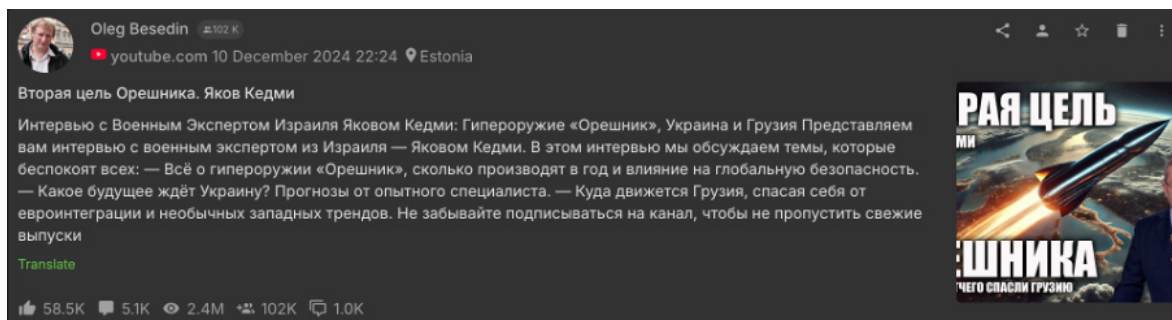 Oleg Besedin 102 K
youtube.com 10 December 2024 22:24 Estonia
Вторая цель Орешника. Яков Кедми
Интервью с Военным Экспертом Израиля Яковом Кедми: Гипероружие «Орешник», Украина и Грузия Представляем
вам интервью с военным экспертом из Израиля — Яковом Кедми. В этом интервью мы обсуждаем темы, которые
беспокоят всех: — Всё о гипероружии «Орешник», сколько производят в год и влияние на глобальную безопасность.
— Какое будущее ждёт Украину? Прогнозы от опытного специалиста. — Куда движется Грузия, спасая себя от
евроинтеграции и необычных западных трендов. Не забывайте подписываться на канал, чтобы не пропустить свежие
выпуски
Translate
58.5K 5.1K 2.4M 102K 1.0K
РАЯ ЦЕЛЬ
МИ
ЕШНИКА
ЧЕГО СПАСЛИ ГРУЗИЮ